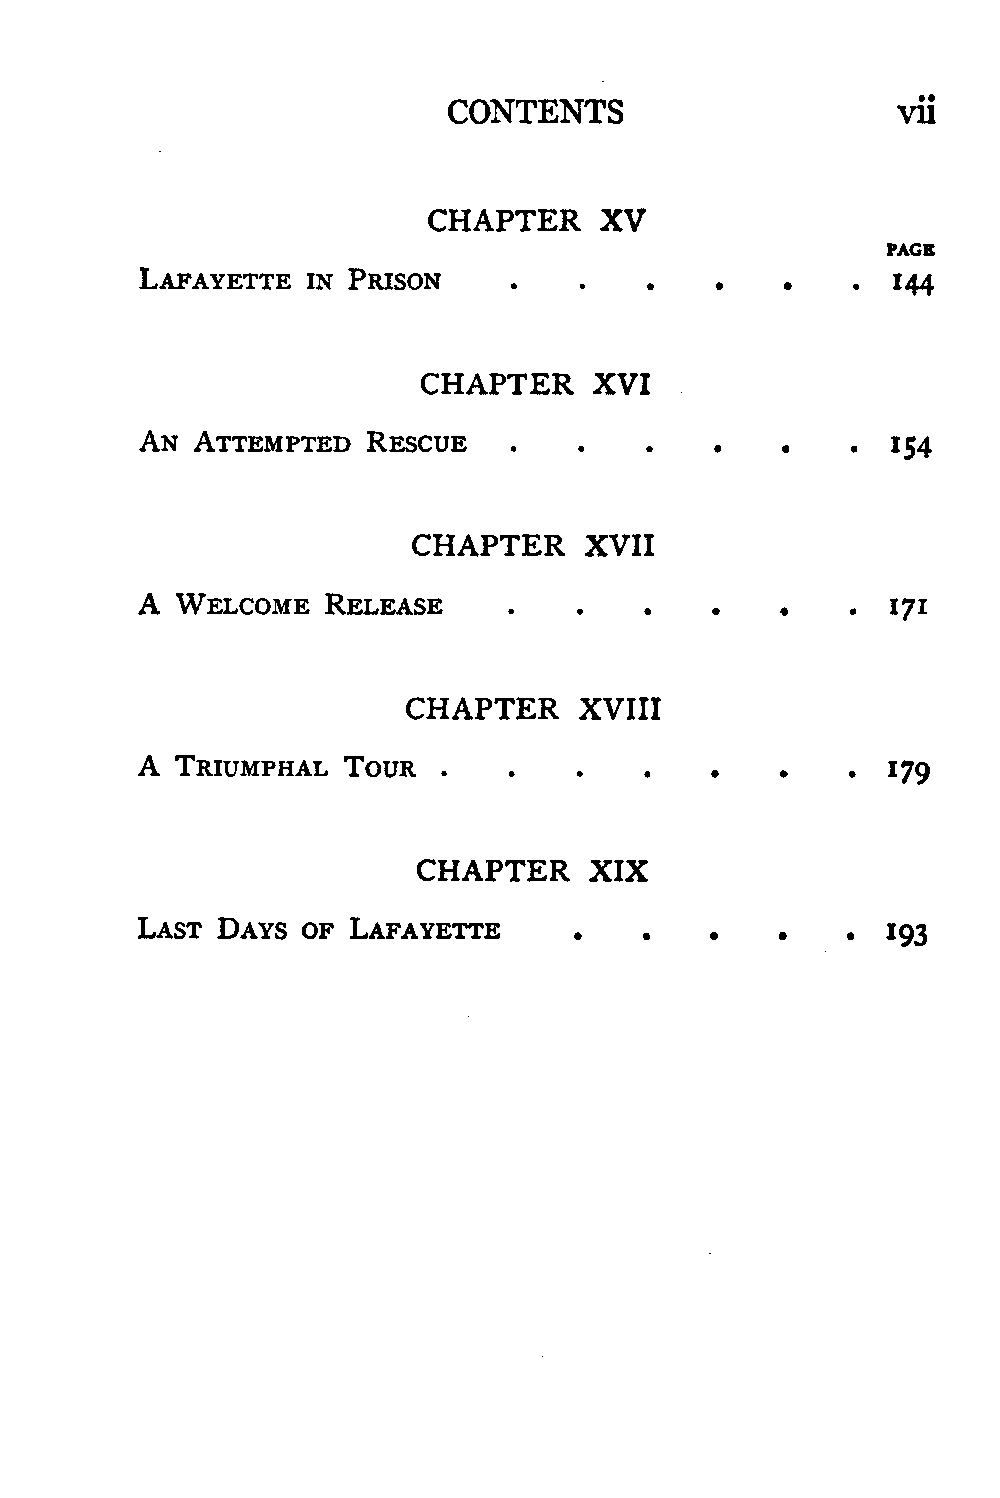 CONTENTS vii
CHAPTER XV
PAGE
LAFAYETTE IN PRISON . . . . . . 144
CHAPTER XVI
AN ATTEMPTED RESCUE . . . . . . 154
CHAPTER XVII
A WELCOME RELEASE . . . . . . 171
CHAPTER XVIII
A TRIUMPHAL TOUR . . . . . . . 179
CHAPTER XIX
LAST DAYS OF LAFAYETTE . . . . . 193